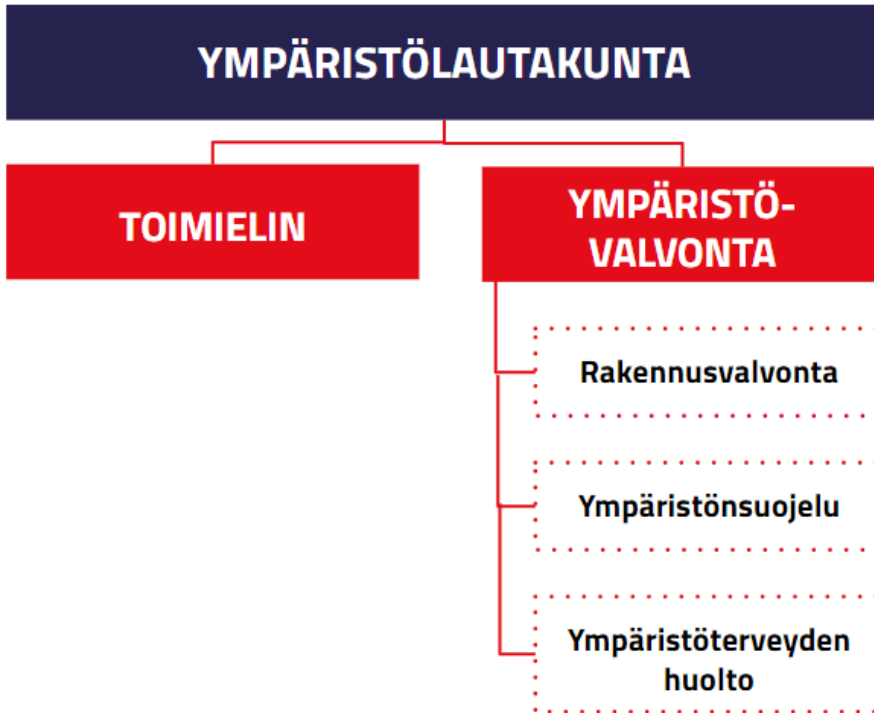 YMPÄRISTÖLAUTAKUNTA
TOIMIELIN
YMPÄRISTÖ-
VALVONTA
Rakennusvalvonta
Ympäristönsuojelu
Ympäristöterveyden
huolto